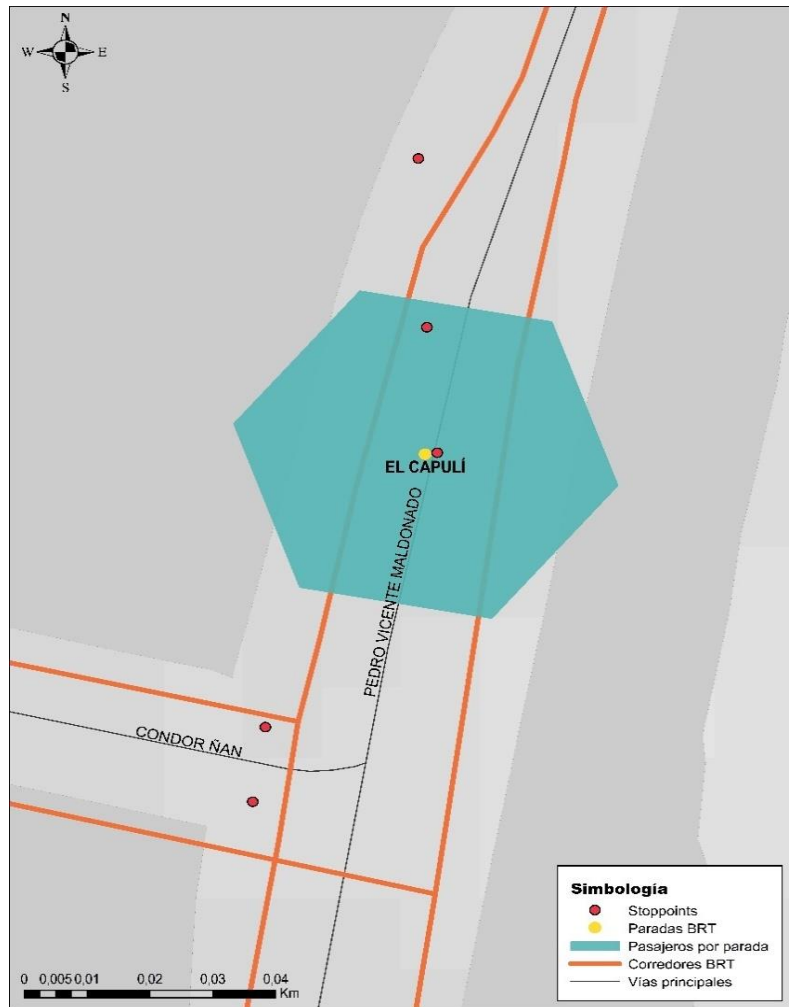 N
W E
S
EL CAPULÍ
PEDRO VICENTE MALDONADO
CONDOR ÑAN
Simbología
Stoppoints
Paradas BRT
Pasajeros por parada
Corredores BRT
Vías principales
0 0,005 0,01 0,02 0,03 0,04
Km